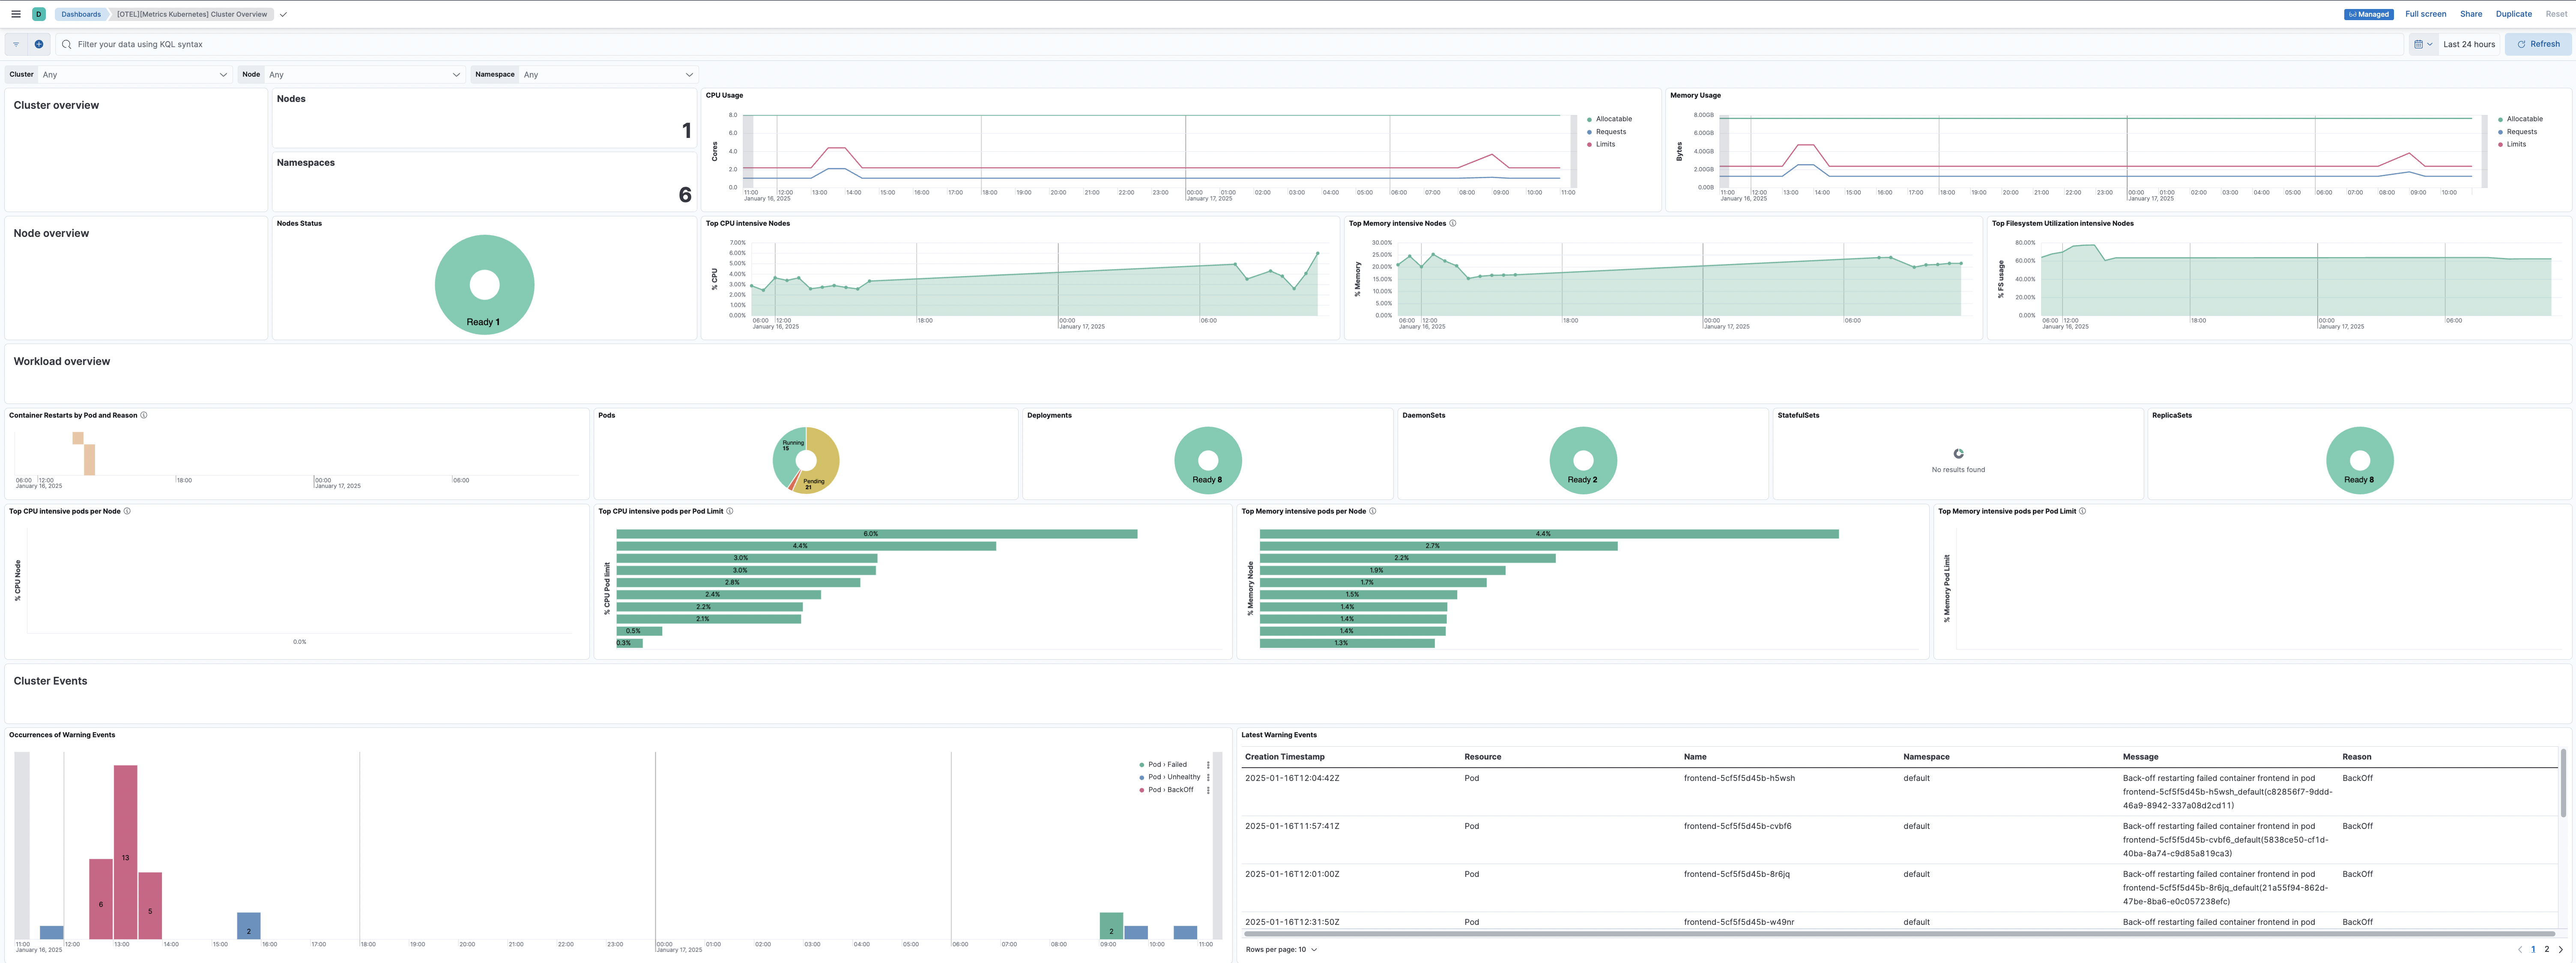 D
Dashboards
[OTEL][Metrics Kubernetes] Cluster Overview
Managed
Full screen
Share
Duplicate
Reset
Filter your data using KQL syntax
Last 24 hours
Refresh
Cluster Any
Node Any
Namespace Any
Cluster overview
Nodes
1
Namespaces
6
CPU Usage
Cores
8.0
6.0
4.0
2.0
0.0
11:00 12:00 13:00 14:00 15:00 16:00 17:00 18:00 19:00 20:00 21:00 22:00 23:00 00:00 01:00 02:00 03:00 04:00 05:00 06:00 07:00 08:00 09:00 10:00 11:00
January 16, 2025 January 17, 2025
Allocatable
Requests
Limits
Memory Usage
Bytes
8.00GB
6.00GB
4.00GB
2.00GB
0.00B
11:00 12:00 13:00 14:00 15:00 16:00 17:00 18:00 19:00 20:00 21:00 22:00 23:00 00:00 01:00 02:00 03:00 04:00 05:00 06:00 07:00 08:00 09:00 10:00
January 16, 2025 January 17, 2025
Allocatable
Requests
Limits
Node overview
Nodes Status
Ready 1
Top CPU intensive Nodes
% CPU
7.00%
6.00%
5.00%
4.00%
3.00%
2.00%
1.00%
0.00%
06:00 12:00 18:00 00:00 06:00
January 16, 2025 January 17, 2025
Top Memory intensive Nodes
% Memory
30.00%
25.00%
20.00%
15.00%
10.00%
5.00%
0.00%
06:00 12:00 18:00 00:00 06:00
January 16, 2025 January 17, 2025
Top Filesystem Utilization intensive Nodes
% FS usage
80.00%
60.00%
40.00%
20.00%
0.00%
06:00 12:00 18:00 00:00 06:00
January 16, 2025 January 17, 2025
Workload overview
Container Restarts by Pod and Reason
06:00 12:00 18:00 00:00 06:00
January 16, 2025 January 17, 2025
Pods
Running
15
Pending
21
Deployments
Ready 8
DaemonSets
Ready 2
StatefulSets
No results found
ReplicaSets
Ready 8
Top CPU intensive pods per Node
% CPU Node
0.0%
Top CPU intensive pods per Pod Limit
% CPU Pod limit
6.0%
4.4%
3.0%
3.0%
2.8%
2.4%
2.2%
2.1%
0.5%
0.3%
Top Memory intensive pods per Node
% Memory Node
4.4%
2.7%
2.2%
1.9%
1.7%
1.5%
1.4%
1.4%
1.4%
1.3%
Top Memory intensive pods per Pod Limit
% Memory Pod Limit
Cluster Events
Occurrences of Warning Events
6
13
5
2
2
11:00 12:00 13:00 14:00 15:00 16:00 17:00 18:00 19:00 20:00 21:00 22:00 23:00 00:00 01:00 02:00 03:00 04:00 05:00 06:00 07:00 08:00 09:00 10:00 11:00
January 16, 2025 January 17, 2025
Pod › Failed
Pod › Unhealthy
Pod › BackOff
Latest Warning Events
Creation Timestamp Resource Name Namespace Message Reason
2025-01-16T12:04:42Z Pod frontend-5cf5f5d45b-h5wsh default Back-off restarting failed container frontend in pod BackOff
frontend-5cf5f5d45b-h5wsh_default(c82856f7-9ddd-
46a9-8942-337a08d2cd11)
2025-01-16T11:57:41Z Pod frontend-5cf5f5d45b-cvbf6 default Back-off restarting failed container frontend in pod BackOff
frontend-5cf5f5d45b-cvbf6_default(5838ce50-cf1d-
40ba-8a74-c9d85a819ca3)
2025-01-16T12:01:00Z Pod frontend-5cf5f5d45b-8r6jq default Back-off restarting failed container frontend in pod BackOff
frontend-5cf5f5d45b-8r6jq_default(21a55f94-862d-
47be-8ba6-e0c057238efc)
2025-01-16T12:31:50Z Pod frontend-5cf5f5d45b-w49nr default Back-off restarting failed container frontend in pod BackOff
Rows per page: 10
1 2